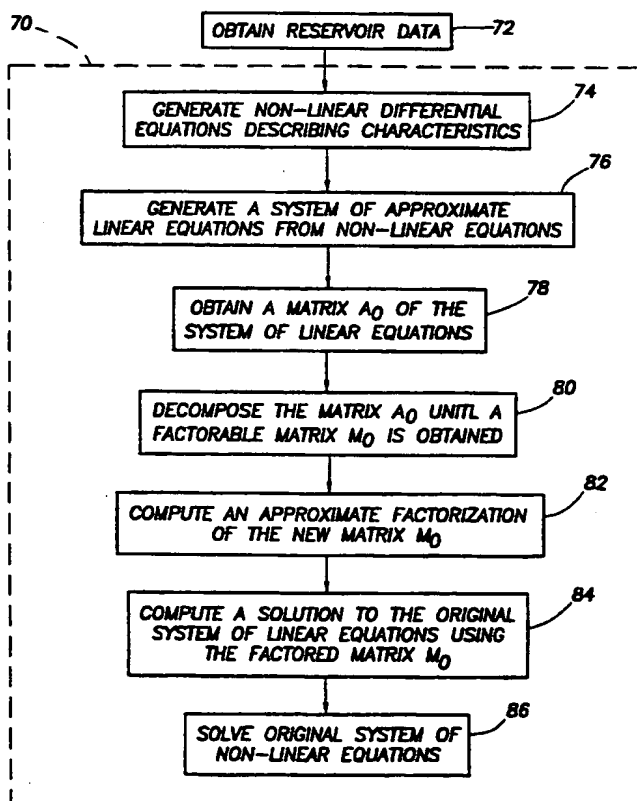 70
OBTAIN RESERVOIR DATA
72
74
GENERATE NON-LINEAR DIFFERENTIAL
EQUATIONS DESCRIBING CHARACTERISTICS
76
GENERATE A SYSTEM OF APPROXIMATE
LINEAR EQUATIONS FROM NON-LINEAR EQUATIONS
78
OBTAIN A MATRIX A0 OF THE
SYSTEM OF LINEAR EQUATIONS
80
DECOMPOSE THE MATRIX A0 UNITL A
FACTORABLE MATRIX M0 IS OBTAINED
82
COMPUTE AN APPROXIMATE FACTORIZATION
OF THE NEW MATRIX M0
84
COMPUTE A SOLUTION TO THE ORIGINAL
SYSTEM OF LINEAR EQUATIONS USING
THE FACTORED MATRIX M0
86
SOLVE ORIGINAL SYSTEM OF
NON-LINEAR EQUATIONS